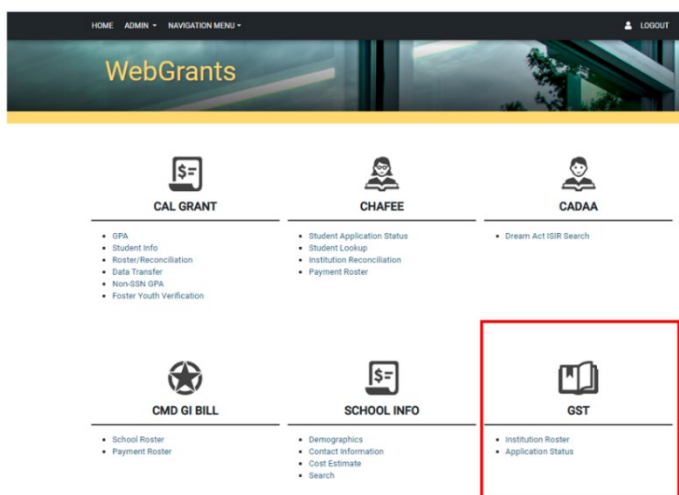 HOME ADMIN NAVIGATION MENU LOGOUT
WebGrants
CAL GRANT
GPA
Student Info
Roster/Reconciliation
Data Transfer
Non-SSN GPA
Foster Youth Verification
CHAFEE
Student Application Status
Student Lookup
Institution Reconciliation
Payment Roster
CADAA
Dream Act ISIR Search
CMD GI BILL
School Roster
Payment Roster
SCHOOL INFO
Demographics
Contact Information
Cost Estimate
Search
GST
Institution Roster
Application Status